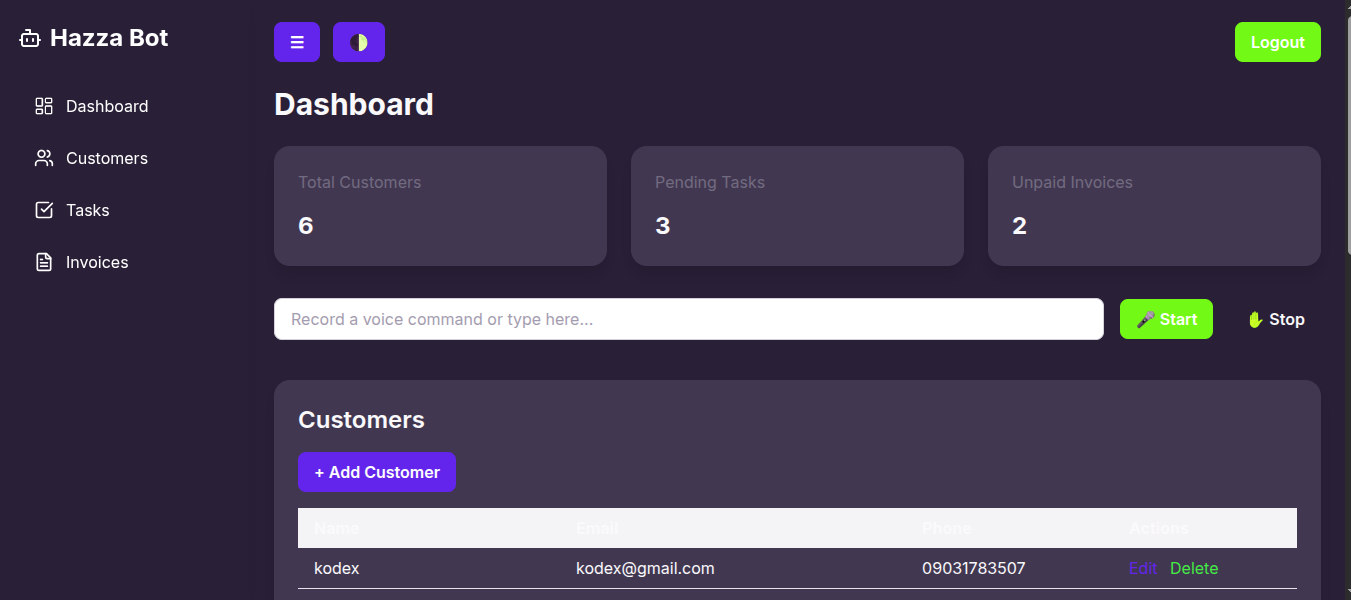 Hazza Bot
Dashboard
Customers
Tasks
Invoices
Logout
Dashboard
Total Customers
6
Pending Tasks
3
Unpaid Invoices
2
Record a voice command or type here...
Start
Stop
Customers
+ Add Customer
Name Email Phone Actions
kodex kodex@gmail.com 09031783507 Edit Delete